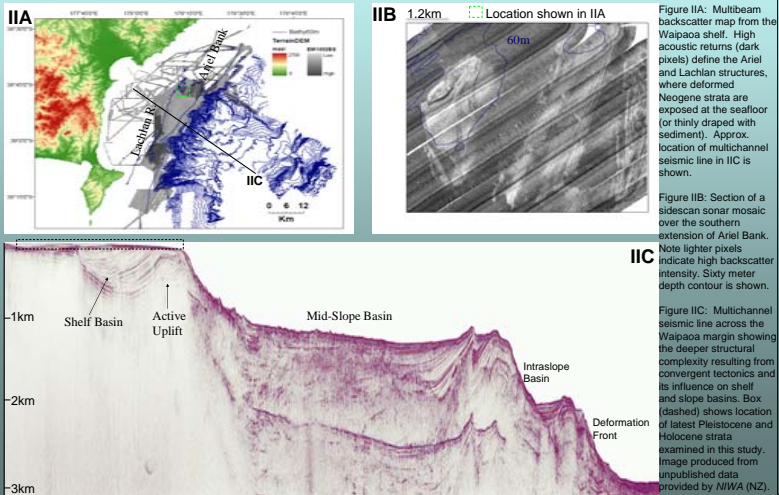 IIA
Ariel Bank
Lachlan R.
IIC
0 6 12
Km
TerrainDEM
IIB
1.2km
Location shown in IIA
60m
IIC
Shelf Basin
Active
Uplift
Mid-Slope Basin
Intraslope
Basin
Deformation
Front
1km
2km
3km
Figure IIA: Multibeam
backscatter map from the
Waipaoa shelf. High
acoustic returns (dark
pixels) define the Ariel
and Lachlan structures,
where deformed
Neogene strata are
exposed at the seafloor
(or thinly draped with
sediment). Approx.
location of multichannel
seismic line in IIC is
shown.
Figure IIB: Section of a
sidescan sonar mosaic
over the southern
extension of Ariel Bank.
Note lighter pixels
indicate high backscatter
intensity. Sixty meter
depth contour is shown.
Figure IIC: Multichannel
seismic line across the
Waipaoa margin showing
the deeper structural
complexity resulting from
convergent tectonics and
its influence on shelf
and slope basins. Box
(dashed) shows location
of latest Pleistocene and
Holocene strata
examined in this study.
Image produced from
unpublished data
provided by NIWA (NZ).